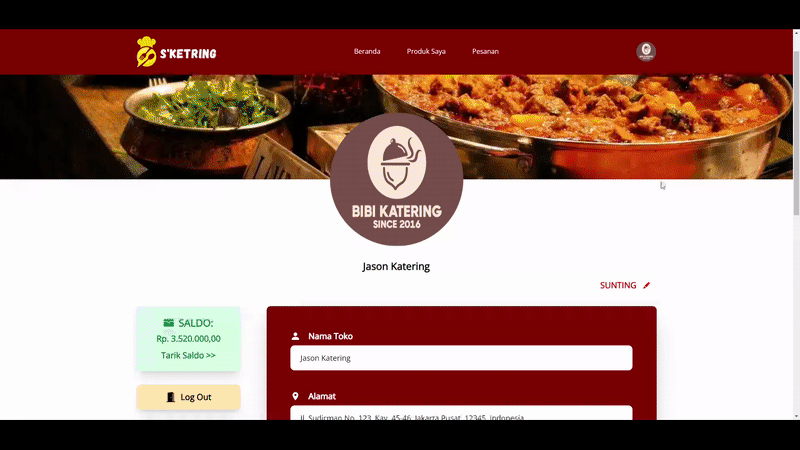 S'KETRING
Beranda
Produk Saya
Pesanan
BIBI KATERING
SINCE 2016
Jason Katering
SUNTING
SALDO:
Rp. 3.520.000,00
Tarik Saldo >>
Log Out
Nama Toko
Jason Katering
Alamat
Jl. Sudirman No. 123, Kav. 45-46, Jakarta Pusat, 12345, Indonesia